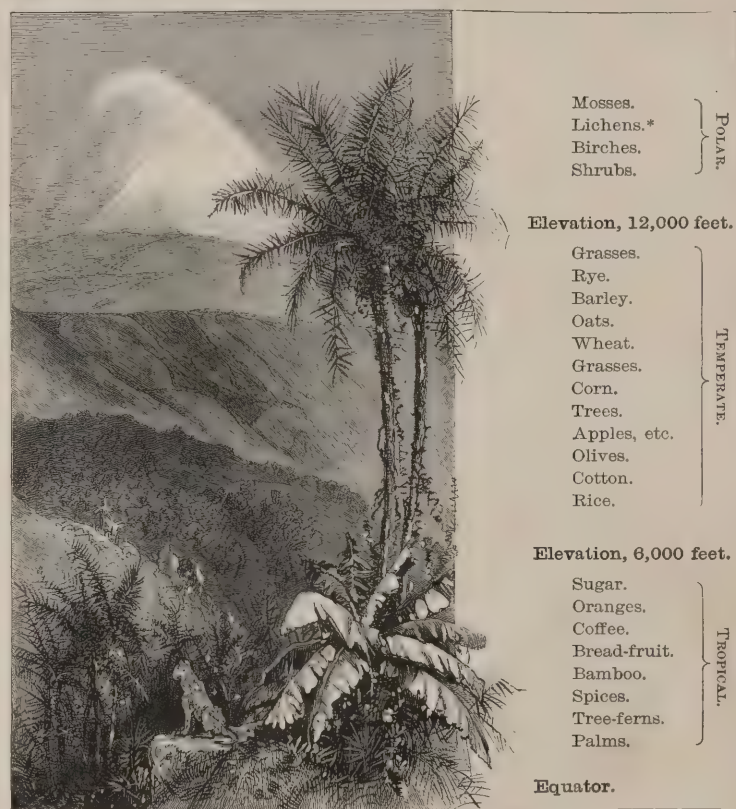 Mosses.
Lichens.*
Birches.
Shrubs.
POLAR.
Elevation, 12,000 feet.
Grasses.
Rye.
Barley.
Oats.
Wheat.
Grasses.
Corn.
Trees.
Apples, etc.
Olives.
Cotton.
Rice.
TEMPERATE.
Elevation, 6,000 feet.
Sugar.
Oranges.
Coffee.
Bread-fruit.
Bamboo.
Spices.
Tree-ferns.
Palms.
TROPICAL.
Equator.